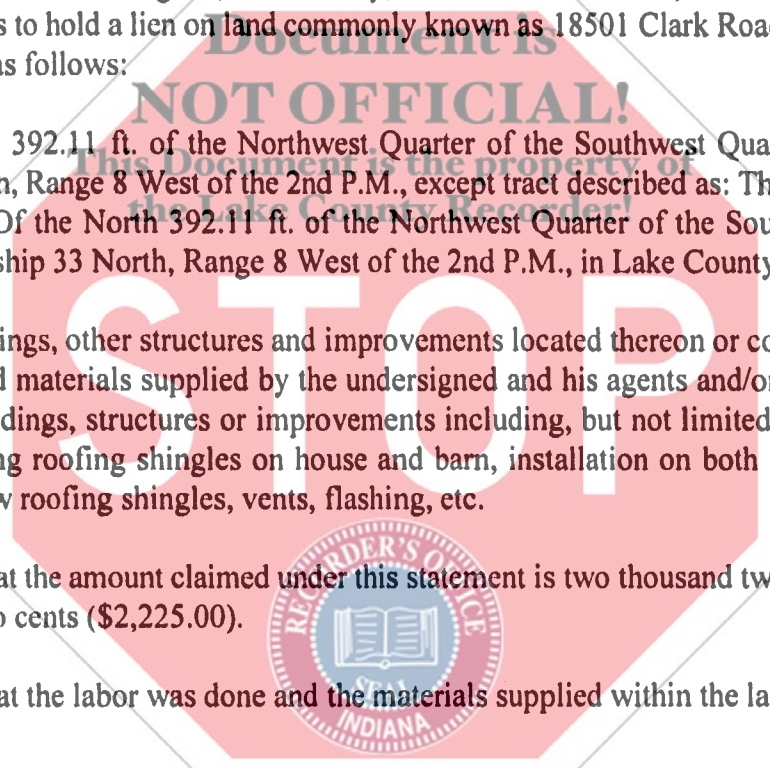 s to hold a lien on land commonly known as 18501 Clark Road
as follows:
Document is
NOT OFFICIAL!
This Document is the property of
the Lake County Recorder!
392.11 ft. of the Northwest Quarter of the Southwest Qua
n, Range 8 West of the 2nd P.M., except tract described as: Th
Of the North 392.11 ft. of the Northwest Quarter of the Sou
ship 33 North, Range 8 West of the 2nd P.M., in Lake County
STOP
ings, other structures and improvements located thereon or co
d materials supplied by the undersigned and his agents and/or
dings, structures or improvements including, but not limited
ng roofing shingles on house and barn, installation on both
w roofing shingles, vents, flashing, etc.
at the amount claimed under this statement is two thousand tw
o cents ($2,225.00).
at the labor was done and the materials supplied within the la
RECORDER'S OFFICE
SEAL
INDIANA